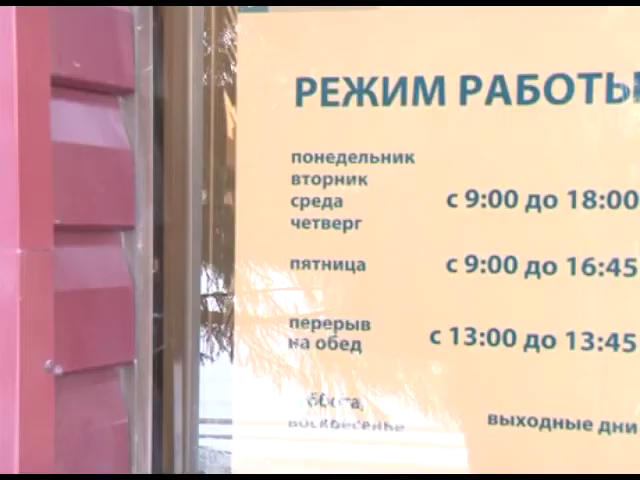 РЕЖИМ РАБОТЫ
понедельник
вторник
среда
четверг
с 9:00 до 18:00
пятница
с 9:00 до 16:45
перерыв
на обед
с 13:00 до 13:45
воскресенье
выходные дни